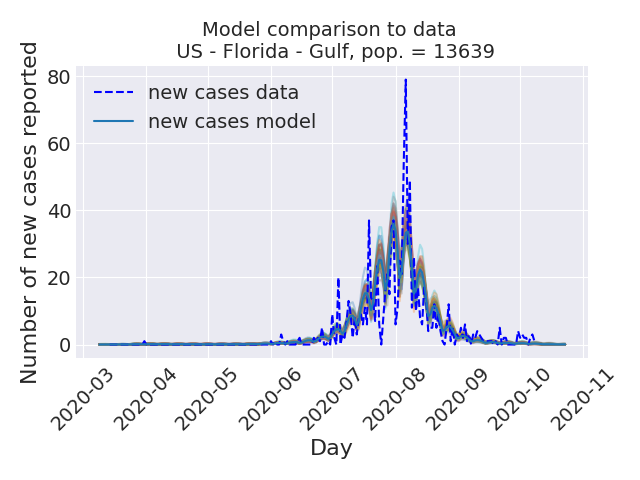 Model comparison to data
US - Florida - Gulf, pop. = 13639
Number of new cases reported
80
60
40
20
0
new cases data
new cases model
2020-03
2020-04
2020-05
2020-06
2020-07
2020-08
2020-09
2020-10
2020-11
Day